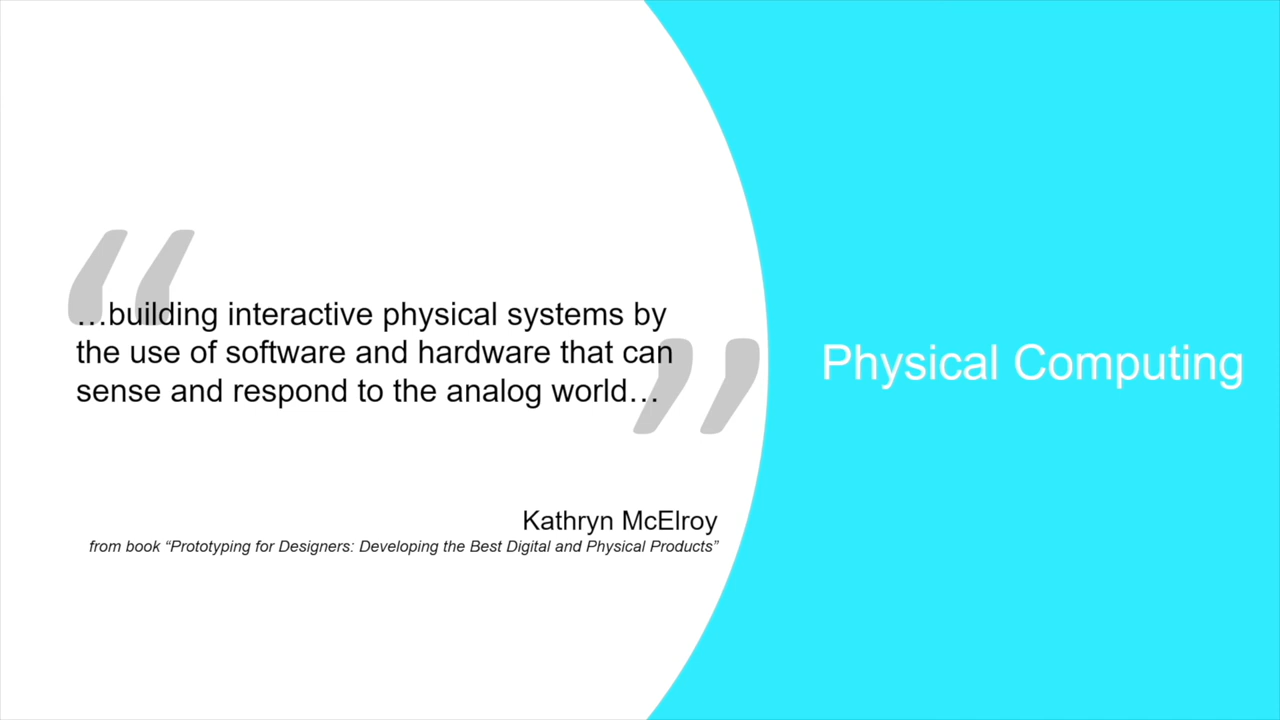 “
…building interactive physical systems by
the use of software and hardware that can
sense and respond to the analog world…
”
Kathryn McElroy
from book “Prototyping for Designers: Developing the Best Digital and Physical Products”
Physical Computing